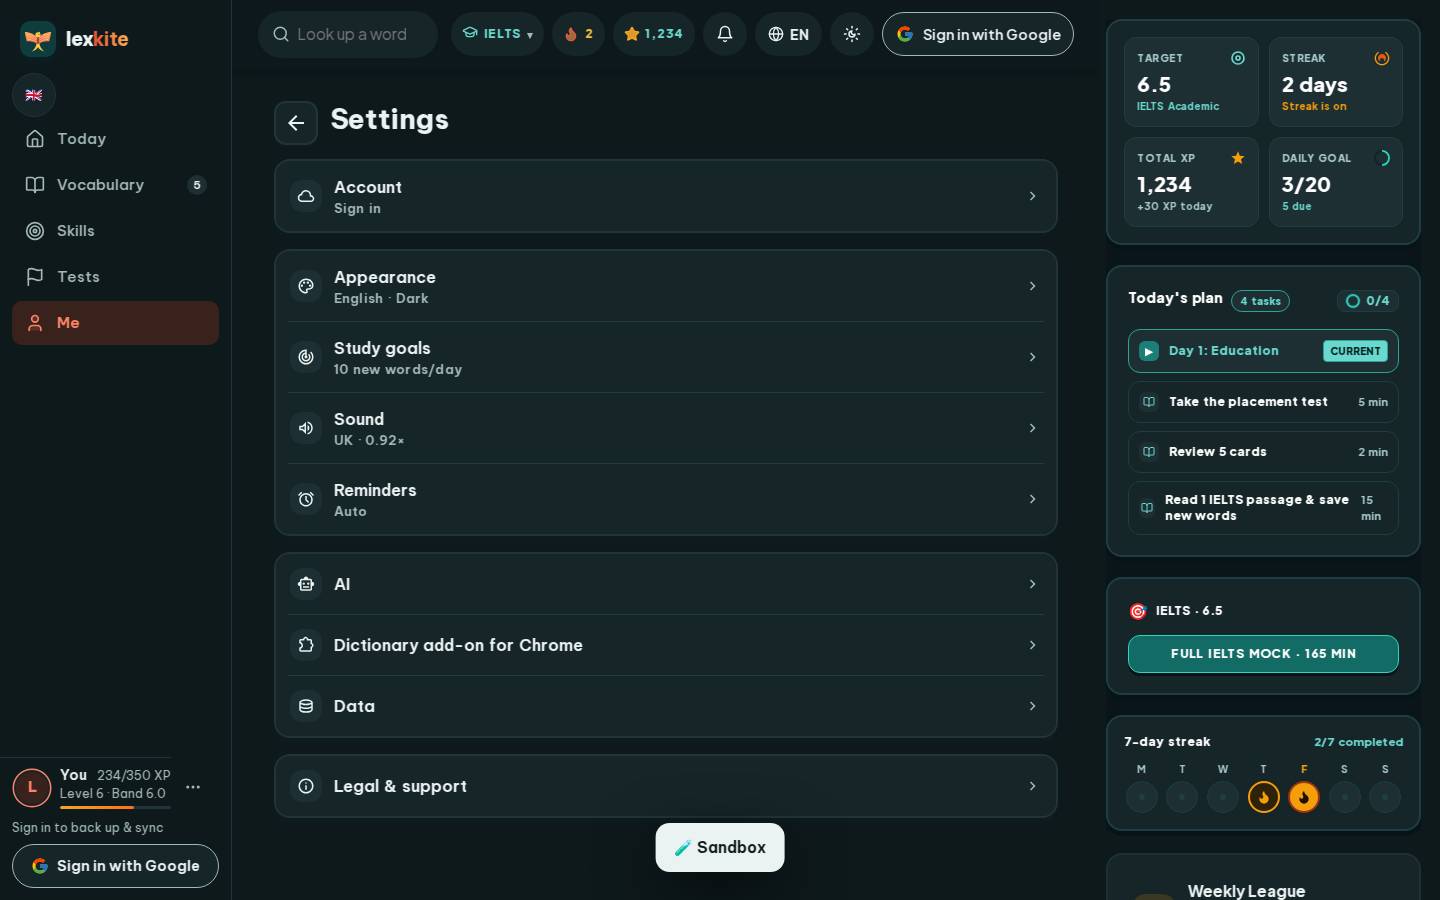 lexkite
Today
Vocabulary 5
Skills
Tests
Me
L
You 234/350 XP
Level 6 · Band 6.0
Sign in to back up & sync
Sign in with Google
Look up a word
IELTS ▾
2
1,234
EN
Sign in with Google
Settings
Account
Sign in
Appearance
English · Dark
Study goals
10 new words/day
Sound
UK · 0.92×
Reminders
Auto
AI
Dictionary add-on for Chrome
Data
Legal & support
Sandbox
TARGET
6.5
IELTS Academic
STREAK
2 days
Streak is on
TOTAL XP
1,234
+30 XP today
DAILY GOAL
3/20
5 due
Today's plan 4 tasks 0/4
Day 1: Education CURRENT
Take the placement test 5 min
Review 5 cards 2 min
Read 1 IELTS passage & save 15
new words min
IELTS · 6.5
FULL IELTS MOCK · 165 MIN
7-day streak 2/7 completed
M T W T F S S
Weekly League